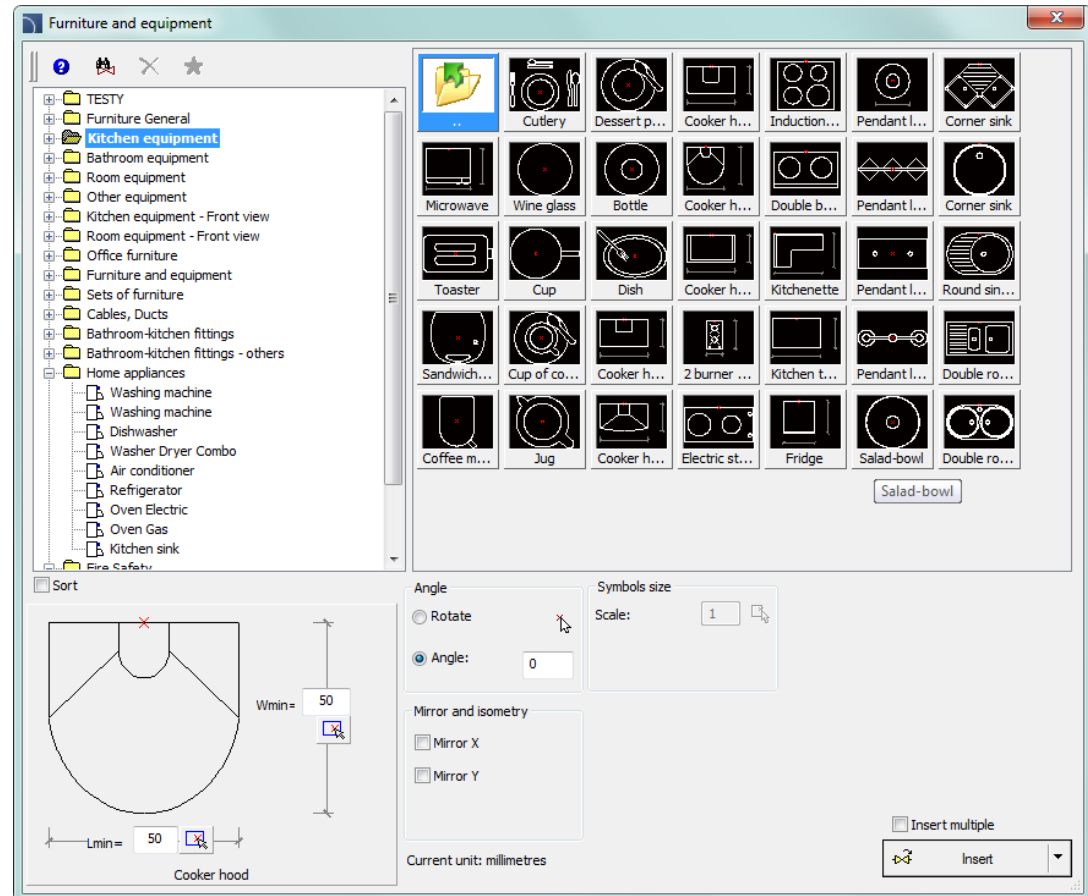 Furniture and equipment
x
?
TESTY
Furniture General
Kitchen equipment
Bathroom equipment
Room equipment
Other equipment
Kitchen equipment - Front view
Room equipment - Front view
Office furniture
Furniture and equipment
Sets of furniture
Cables, Ducts
Bathroom-kitchen fittings
Bathroom-kitchen fittings - others
Home appliances
Washing machine
Washing machine
Dishwasher
Washer Dryer Combo
Air conditioner
Refrigerator
Oven Electric
Oven Gas
Kitchen sink
Fire Safety
.. Cutlery Dessert p... Cooker h... Induction... Pendant l... Corner sink
Microwave Wine glass Bottle Cooker h... Double b... Pendant l... Corner sink
Toaster Cup Dish Cooker h... Kitchenette Pendant l... Round sin...
Sandwich... Cup of co... Cooker h... 2 burner ... Kitchen t... Pendant l... Double ro...
Coffee m... Jug Cooker h... Electric st... Fridge Salad-bowl Double ro...
Salad-bowl
Sort
Wmin= 50
Lmin= 50
Cooker hood
Angle
Rotate
Angle: 0
Symbols size
Scale: 1
Mirror and isometry
Mirror X
Mirror Y
Current unit: millimetres
Insert multiple
Insert